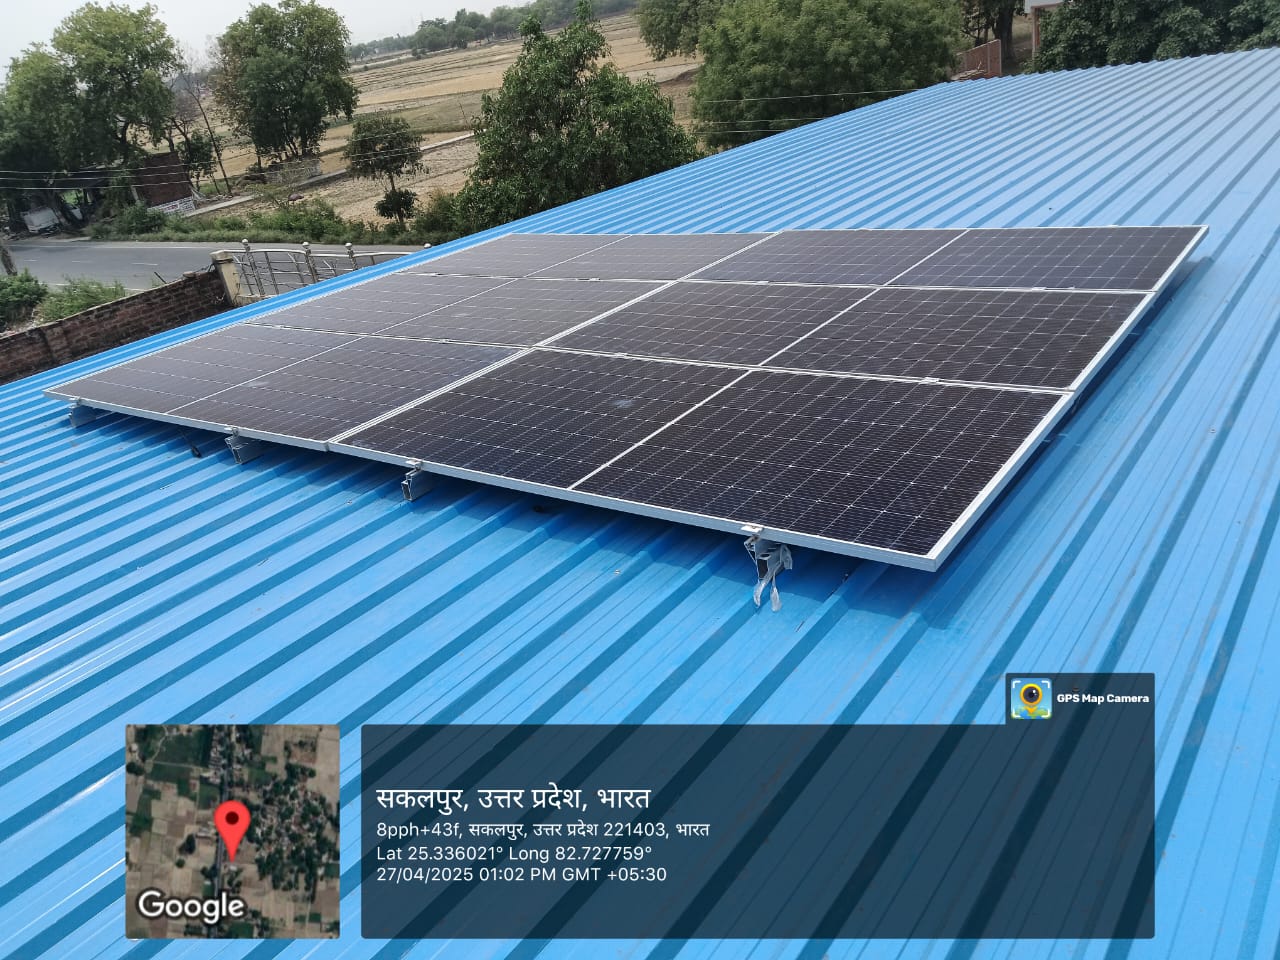 GPS Map Camera
सकलपुर, उत्तर प्रदेश, भारत
8pph+43f, सकलपुर, उत्तर प्रदेश 221403, भारत
Lat 25.336021° Long 82.727759°
27/04/2025 01:02 PM GMT +05:30
Google